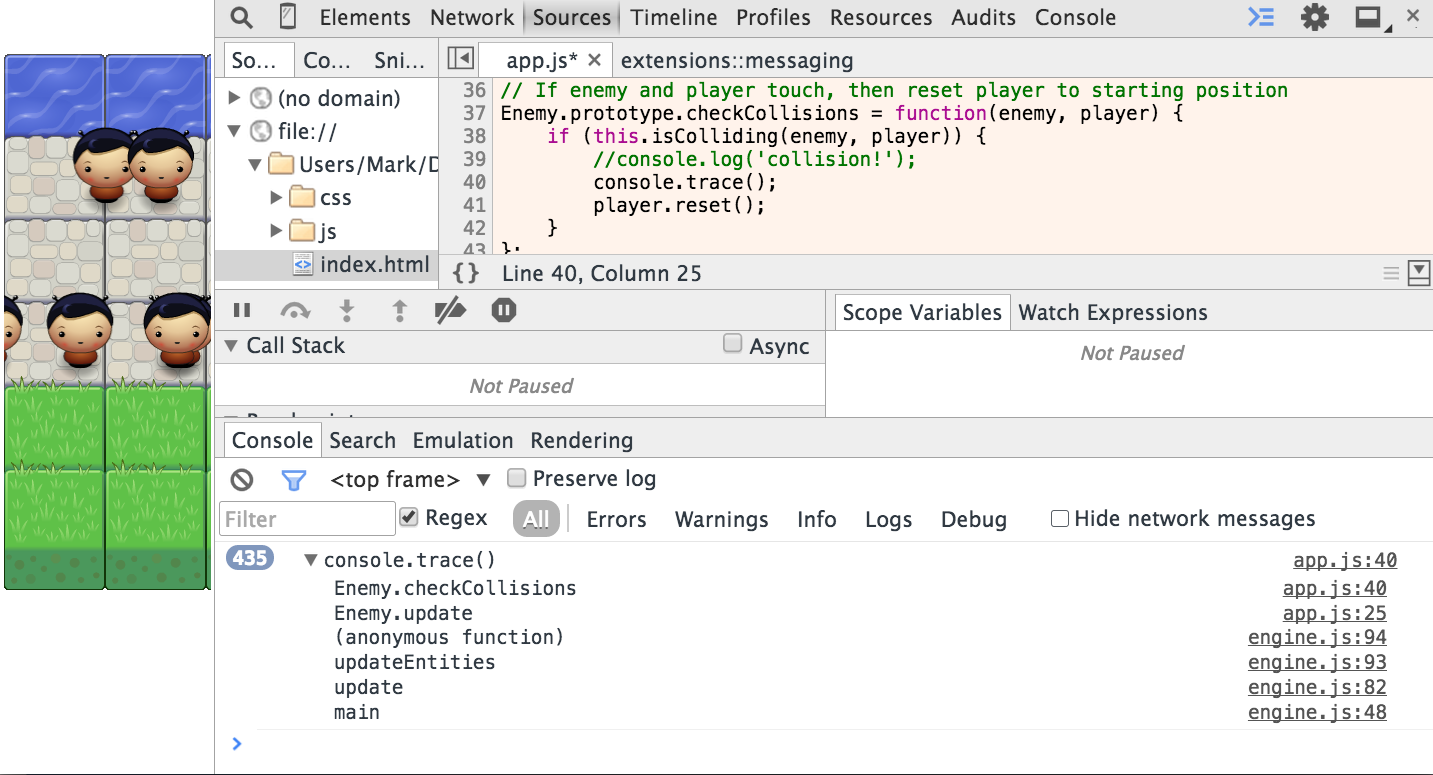 Elements Network Sources Timeline Profiles Resources Audits Console
So... Co... Sni...
app.js* × extensions::messaging
(no domain)
file://
Users/Mark/D
css
js
index.html
36 // If enemy and player touch, then reset player to starting position
37 Enemy.prototype.checkCollisions = function(enemy, player) {
38 if (this.isColliding(enemy, player)) {
39 //console.log('collision!');
40 console.trace();
41 player.reset();
42 }
43 };
{} Line 40, Column 25
Call Stack Async
Not Paused
Scope Variables Watch Expressions
Not Paused
Console Search Emulation Rendering
<top frame> Preserve log
Filter Regex All Errors Warnings Info Logs Debug Hide network messages
435 console.trace() app.js:40
Enemy.checkCollisions app.js:40
Enemy.update app.js:25
(anonymous function) engine.js:94
updateEntities engine.js:93
update engine.js:82
main engine.js:48